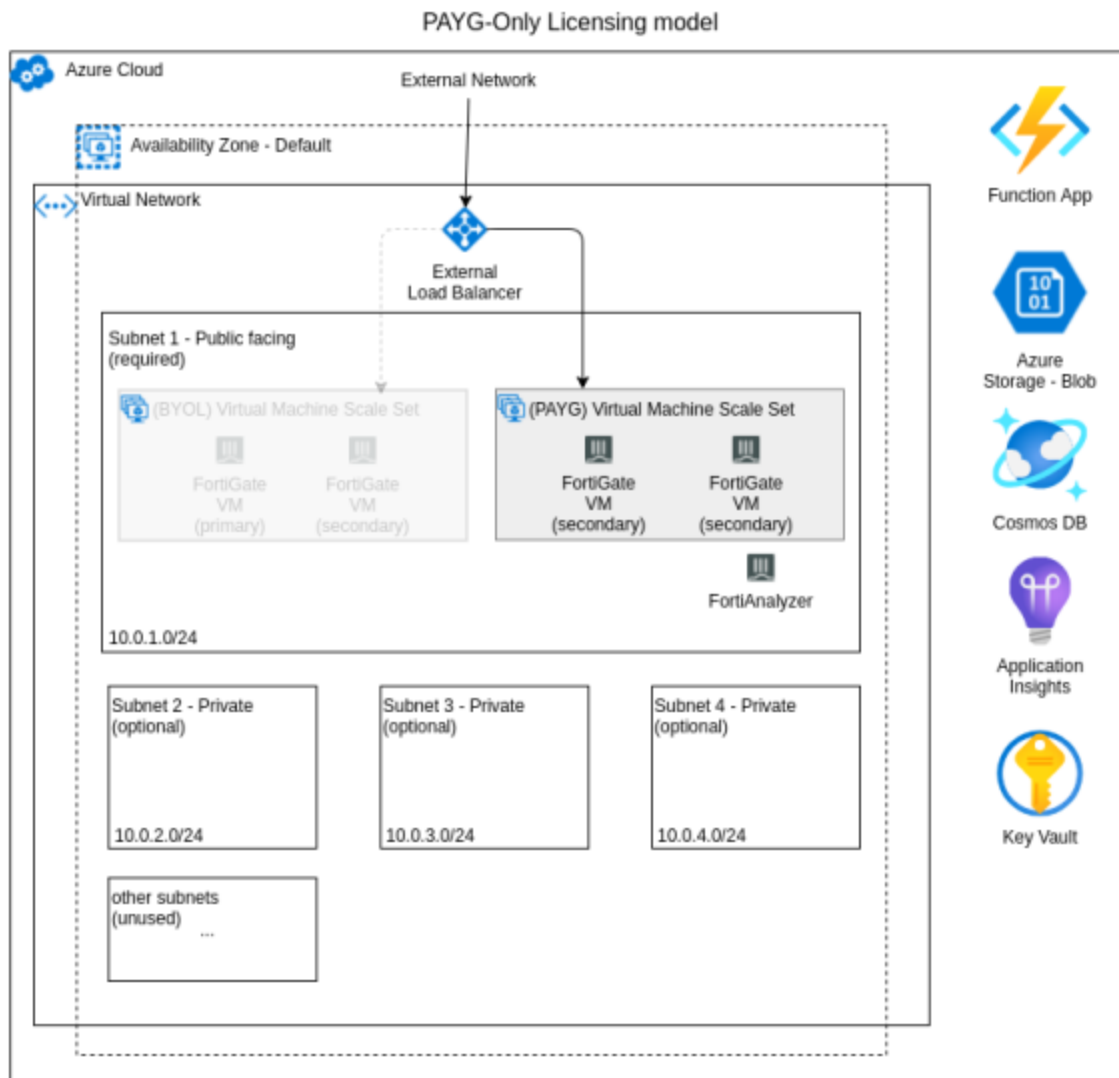 PAYG-Only Licensing model
Azure Cloud
External Network
Availability Zone - Default
Virtual Network
External
Load Balancer
Subnet 1 - Public facing
(required)
(BYOL) Virtual Machine Scale Set
FortiGate
VM
(primary)
FortiGate
VM
(secondary)
(PAYG) Virtual Machine Scale Set
FortiGate
VM
(secondary)
FortiGate
VM
(secondary)
FortiAnalyzer
10.0.1.0/24
Subnet 2 - Private
(optional)
10.0.2.0/24
Subnet 3 - Private
(optional)
10.0.3.0/24
Subnet 4 - Private
(optional)
10.0.4.0/24
other subnets
(unused)
...
Function App
10
01
Azure
Storage - Blob
Cosmos DB
Application
Insights
Key Vault